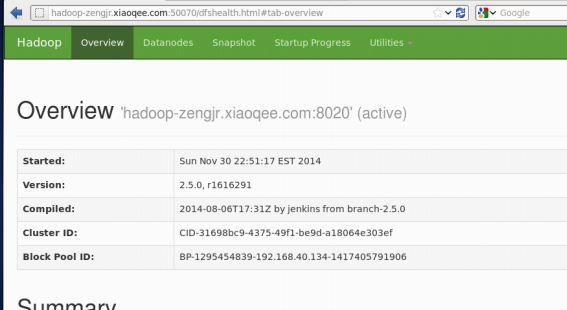 hadoop-zengjr.xiaoqee.com:50070/dfshealth.html#tab-overview
Google
Hadoop Overview Datanodes Snapshot Startup Progress Utilities
Overview 'hadoop-zengjr.xiaoqee.com:8020' (active)
Started: Sun Nov 30 22:51:17 EST 2014
Version: 2.5.0, r1616291
Compiled: 2014-08-06T17:31Z by jenkins from branch-2.5.0
Cluster ID: CID-31698bc9-4375-49f1-be9d-a18064e303ef
Block Pool ID: BP-1295454839-192.168.40.134-1417405791906
Summary